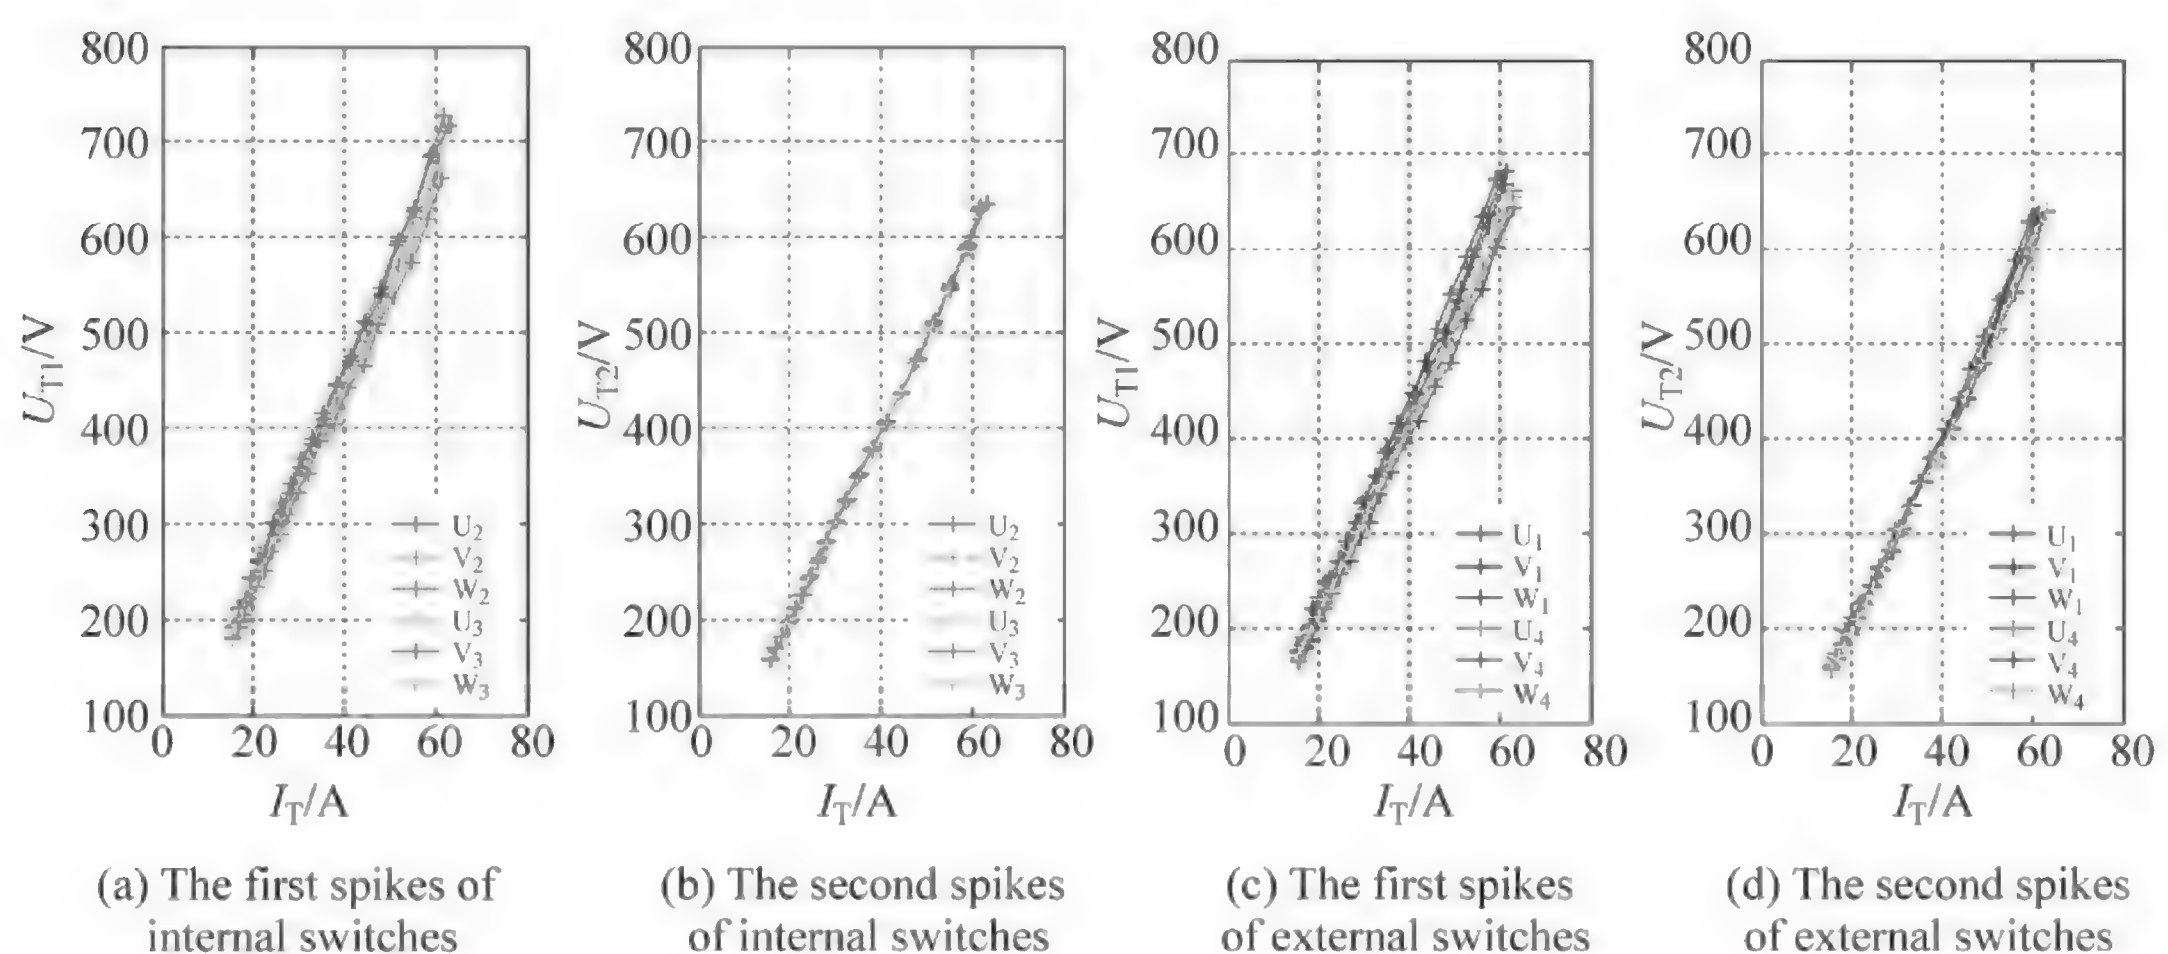 800
700
600
500
400
300
200
100
0 20 40 60 80
U_T1/V
I_T/A
U₂
V₂
W₂
U₃
V₃
W₃
(a) The first spikes of
internal switches
800
700
600
500
400
300
200
100
0 20 40 60 80
U_T2/V
I_T/A
U₂
V₂
W₂
U₃
V₃
W₃
(b) The second spikes
of internal switches
800
700
600
500
400
300
200
100
0 20 40 60 80
U_T1/V
I_T/A
U₁
V₁
W₁
U₄
V₄
W₄
(c) The first spikes
of external switches
800
700
600
500
400
300
200
100
0 20 40 60 80
U_T2/V
I_T/A
U₁
V₁
W₁
U₄
V₄
W₄
(d) The second spikes
of external switches